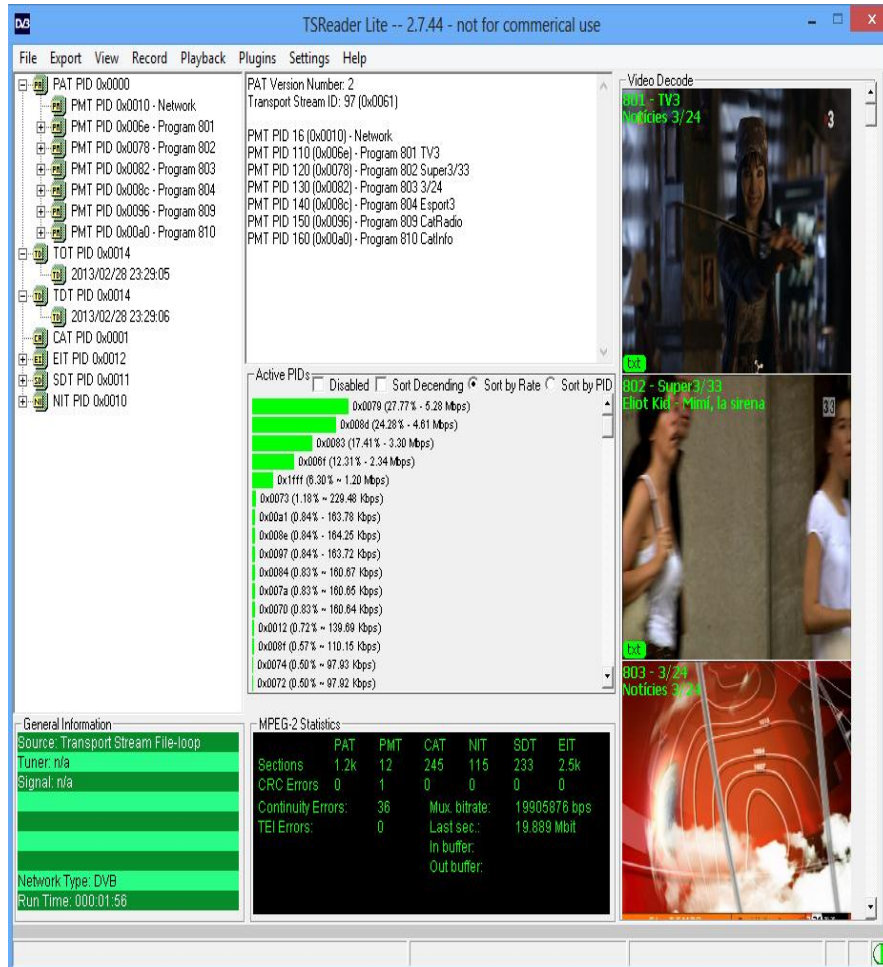 TSReader Lite -- 2.7.44 - not for commerical use
File Export View Record Playback Plugins Settings Help
PAT PID 0x0000
PMT PID 0x0010 - Network
PMT PID 0x006e - Program 801
PMT PID 0x0078 - Program 802
PMT PID 0x0082 - Program 803
PMT PID 0x008c - Program 804
PMT PID 0x0096 - Program 809
PMT PID 0x00a0 - Program 810
TOT PID 0x0014
2013/02/28 23:29:05
TDT PID 0x0014
2013/02/28 23:29:06
CAT PID 0x0001
EIT PID 0x0012
SDT PID 0x0011
NIT PID 0x0010
PAT Version Number: 2
Transport Stream ID: 97 (0x0061)
PMT PID 16 (0x0010) - Network
PMT PID 110 (0x006e) - Program 801 TV3
PMT PID 120 (0x0078) - Program 802 Super3/33
PMT PID 130 (0x0082) - Program 803 3/24
PMT PID 140 (0x008c) - Program 804 Esport3
PMT PID 150 (0x0096) - Program 809 CatRadio
PMT PID 160 (0x00a0) - Program 810 CatInfo
Active PIDs Disabled Sort Decending Sort by Rate Sort by PID
0x0079 (27.77% - 5.28 Mbps)
0x008d (24.28% - 4.61 Mbps)
0x0083 (17.41% - 3.30 Mbps)
0x006f (12.31% - 2.34 Mbps)
0x1fff (6.30% ~ 1.20 Mbps)
0x0073 (1.18% ~ 229.48 Kbps)
0x00a1 (0.84% - 163.78 Kbps)
0x008e (0.84% - 164.25 Kbps)
0x0097 (0.84% - 163.72 Kbps)
0x0084 (0.83% ~ 160.67 Kbps)
0x007a (0.83% ~ 160.65 Kbps)
0x0070 (0.83% ~ 160.64 Kbps)
0x0012 (0.72% ~ 139.69 Kbps)
0x008f (0.57% ~ 110.15 Kbps)
0x0074 (0.50% ~ 97.93 Kbps)
0x0072 (0.50% ~ 97.92 Kbps)
Video Decode
801 - TV3
Notícies 3/24
3
txt
802 - Super3/33
Eliot Kid - Mimí, la sirena
33
txt
803 - 3/24
Notícies 3/24
General Information
Source: Transport Stream File-loop
Tuner: n/a
Signal: n/a
Network Type: DVB
Run Time: 000:01:56
MPEG-2 Statistics
PAT PMT CAT NIT SDT EIT
Sections 1.2k 12 245 115 233 2.5k
CRC Errors 0 1 0 0 0 0
Continuity Errors: 36 Mux. bitrate: 19905876 bps
TEI Errors: 0 Last sec.: 19.889 Mbit
In buffer:
Out buffer: